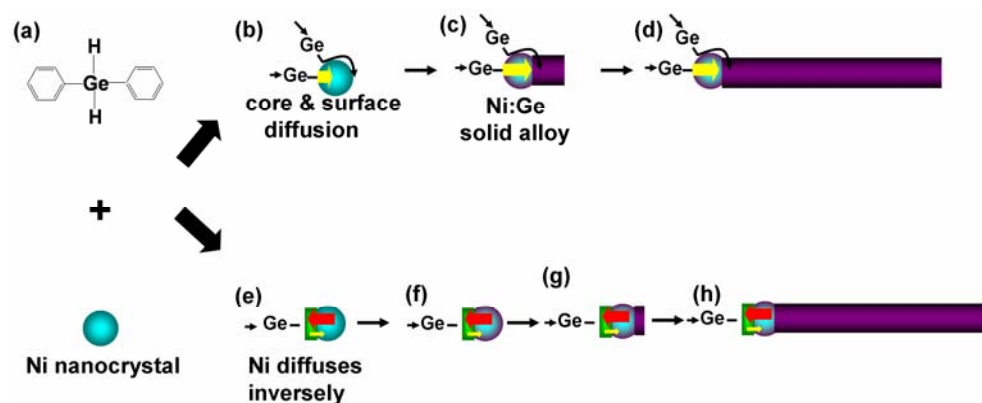 (a)
H
Ge
H
+
Ni nanocrystal
(b)
Ge
Ge
core & surface
diffusion
(c)
Ge
Ge
Ni:Ge
solid alloy
(d)
Ge
Ge
(e)
Ge
Ni diffuses
inversely
(f)
Ge
(g)
Ge
(h)
Ge